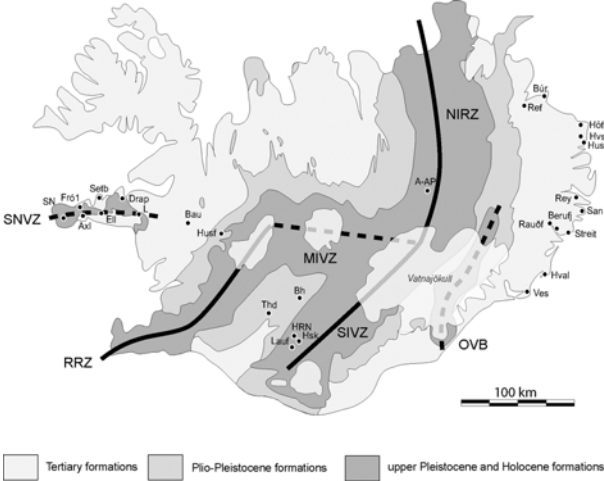 NIRZ
Búr
Ref
Höf
Hvs
Hus
A-AP
Setb
Fró1
Drap
SN
L
Ell
Axl
SNVZ
Bau
Husf
Rey
San
Berufj
Rauðf
Streit
MIVZ
Vatnajökull
Hval
Ves
Bh
Thd
HRN
Hsk
Lauf
SIVZ
RRZ
OVB
100 km
Tertiary formations
Plio-Pleistocene formations
upper Pleistocene and Holocene formations